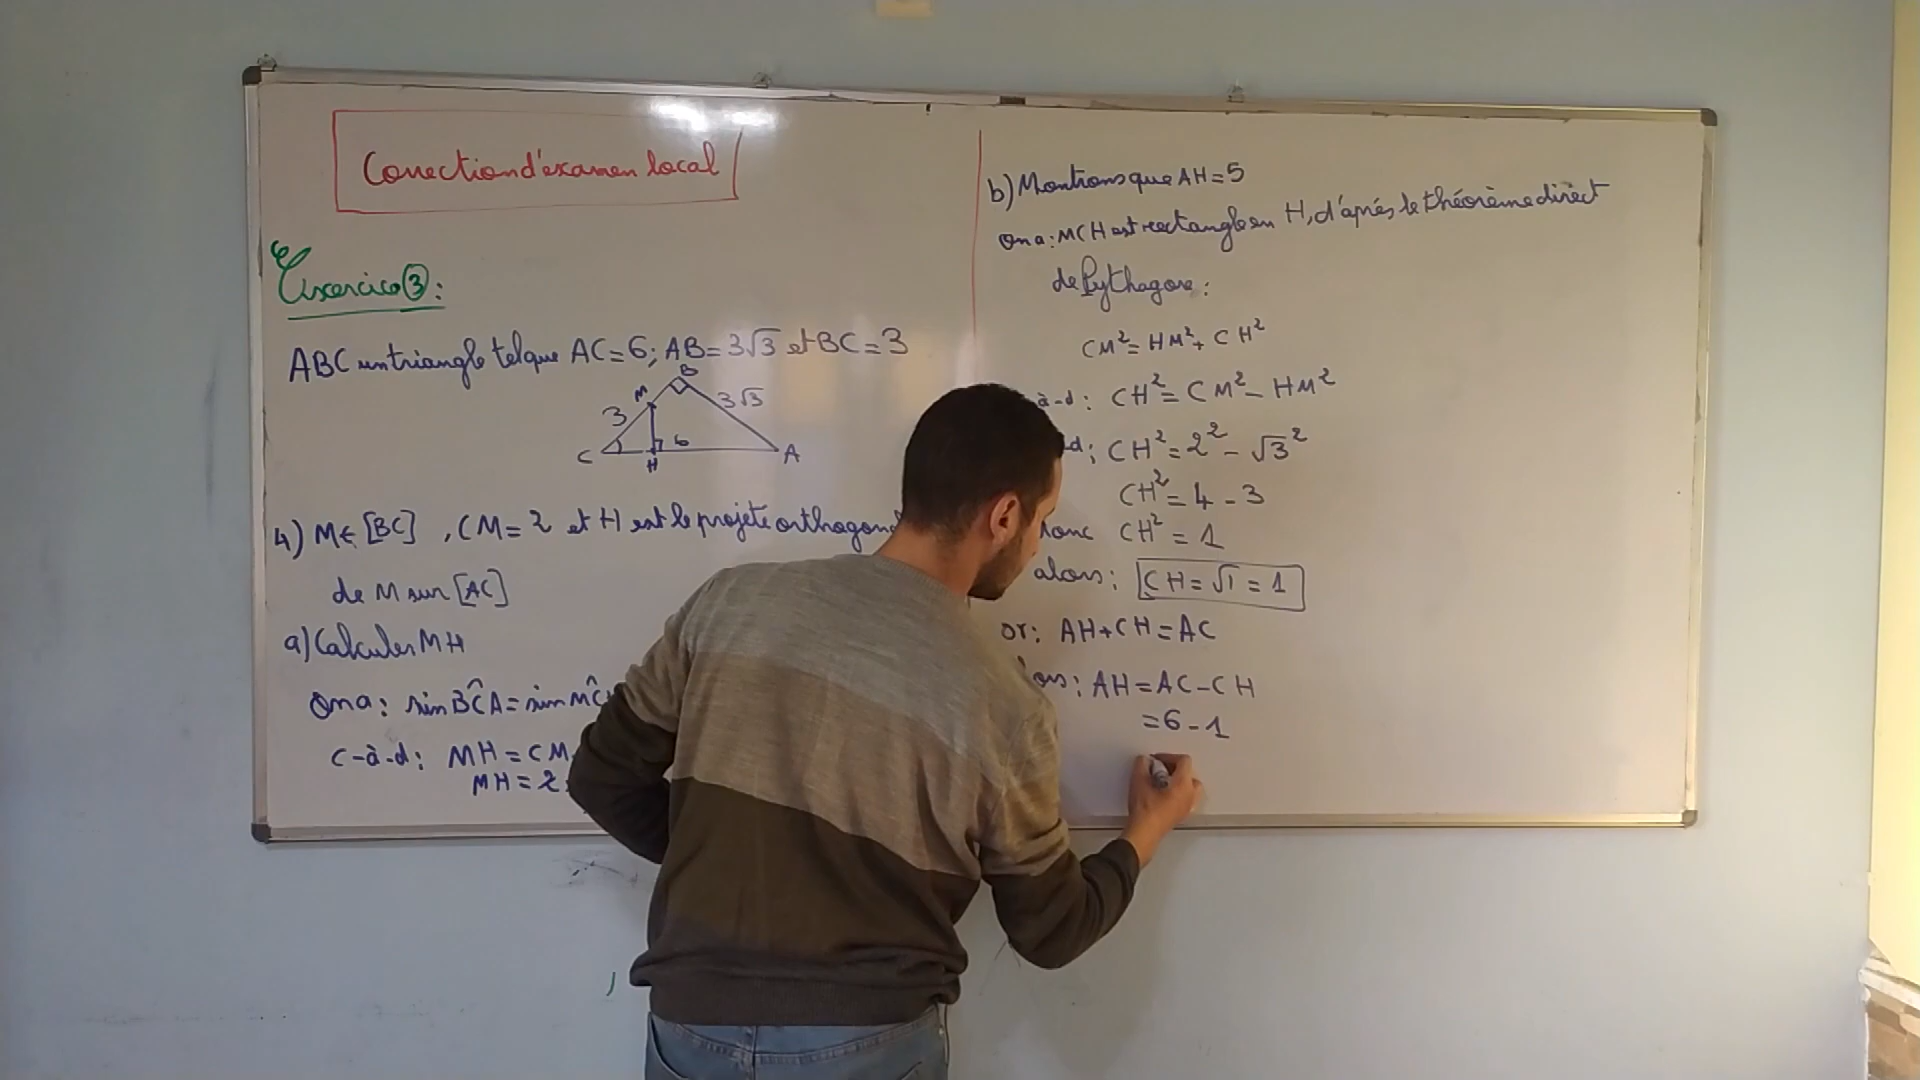 Correction d'examen local
Exercice 3 :
ABC un triangle tel que AC=6; AB=3√3 et BC=3
B
M
3√3
3
6
C
A
H
4) M∈[BC] , CM=2 et H est le projeté
de M sur [AC]
a) Calculer MH
On a: sin BĈA = sin
c-à-d: MH = CM
MH = 2
b) Montrons que AH=5
On a: MCH est rectangle en H, d'après le théorème direct
de Pythagore :
CM²=HM²+CH²
à-d: CH²=CM²-HM²
d: CH²=2²-√3²
CH²=4-3
donc CH²=1
alors: CH=√1=1
or: AH+CH=AC
AH=AC-CH
=6-1